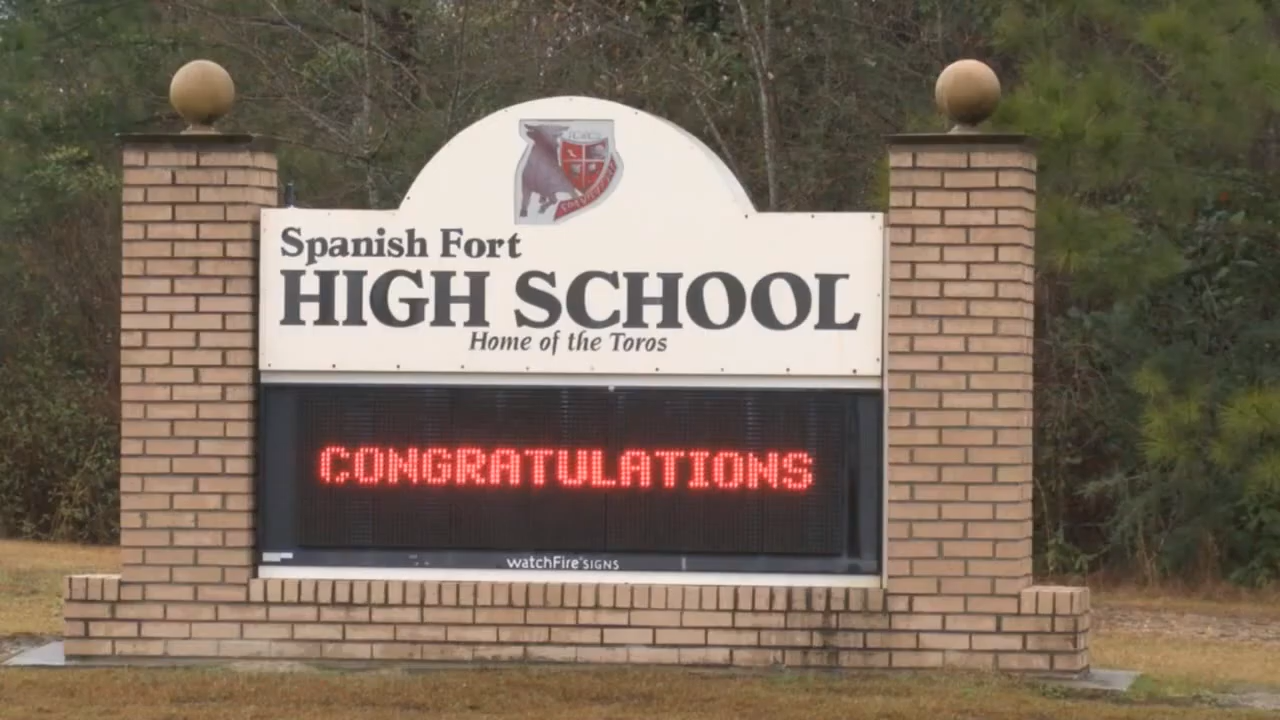 Spanish Fort
HIGH SCHOOL
Home of the Toros
CONGRATULATIONS
watchFire SIGNS